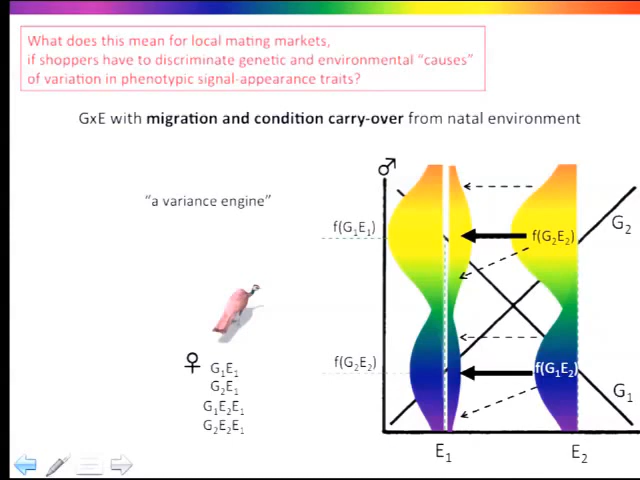 What does this mean for local mating markets,
if shoppers have to discriminate genetic and environmental “causes”
of variation in phenotypic signal-appearance traits?
GxE with migration and condition carry-over from natal environment
“a variance engine”
♂
f(G₁E₁)
f(G₂E₂)
G₂
f(G₂E₂)
f(G₁E₂)
♀
G₁E₁
G₂E₁
G₁E₂E₁
G₂E₂E₁
G₁
E₁
E₂